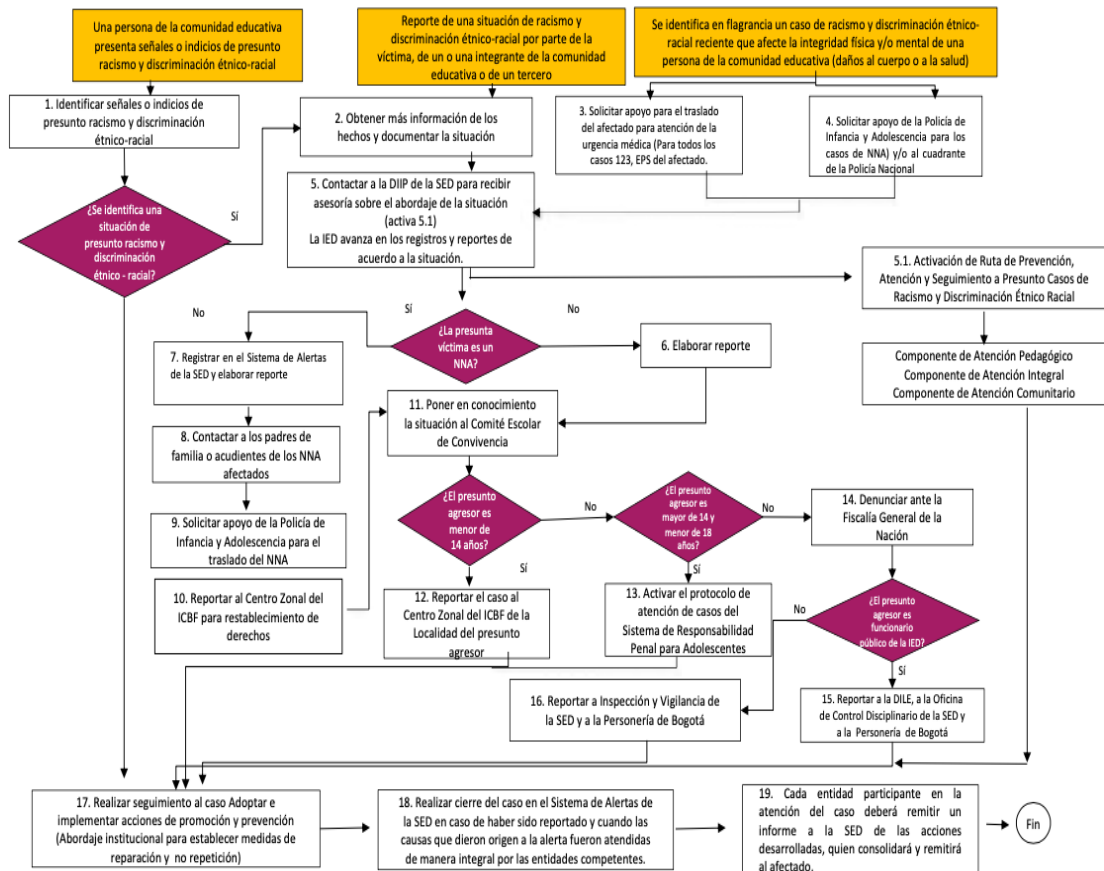 Una persona de la comunidad educativa
presenta señales o indicios de presunto
racismo y discriminación étnico-racial
Reporte de una situación de racismo y
discriminación étnico-racial por parte de la
víctima, de un o una integrante de la comunidad
educativa o de un tercero
Se identifica en flagrancia un caso de racismo y discriminación étnico-
racial reciente que afecte la integridad física y/o mental de una
persona de la comunidad educativa (daños al cuerpo o a la salud)
1. Identificar señales o indicios de
presunto racismo y discriminación
étnico-racial
2. Obtener más información de los
hechos y documentar la situación
3. Solicitar apoyo para el traslado
del afectado para atención de la
urgencia médica (Para todos los
casos 123, EPS del afectado.
4. Solicitar apoyo de la Policía de
Infancia y Adolescencia para los
casos de NNA) y/o al cuadrante
de la Policía Nacional
¿Se identifica una
situación de
presunto racismo y
discriminación
étnico - racial?
Sí
5. Contactar a la DIIP de la SED para recibir
asesoría sobre el abordaje de la situación
(activa 5.1)
La IED avanza en los registros y reportes de
acuerdo a la situación.
5.1. Activación de Ruta de Prevención,
Atención y Seguimiento a Presunto Casos de
Racismo y Discriminación Étnico Racial
No
Sí
No
¿La presunta
víctima es un
NNA?
6. Elaborar reporte
7. Registrar en el Sistema de Alertas
de la SED y elaborar reporte
Componente de Atención Pedagógico
Componente de Atención Integral
Componente de Atención Comunitario
11. Poner en conocimiento
la situación al Comité Escolar
de Convivencia
8. Contactar a los padres de
familia o acudientes de los NNA
afectados
¿El presunto
agresor es
menor de
14 años?
No
¿El presunto
agresor es
mayor de 14 y
menor de 18
años?
No
14. Denunciar ante la
Fiscalía General de la
Nación
9. Solicitar apoyo de la Policía de
Infancia y Adolescencia para el
traslado del NNA
Sí
Sí
10. Reportar al Centro Zonal del
ICBF para restablecimiento de
derechos
12. Reportar el caso al
Centro Zonal del ICBF de la
Localidad del presunto
agresor
13. Activar el protocolo de
atención de casos del
Sistema de Responsabilidad
Penal para Adolescentes
No
¿El presunto
agresor es
funcionario
público de la IED?
Sí
16. Reportar a Inspección y Vigilancia de
la SED y a la Personería de Bogotá
15. Reportar a la DILE, a la Oficina
de Control Disciplinario de la SED y
a la Personería de Bogotá
17. Realizar seguimiento al caso Adoptar e
implementar acciones de promoción y prevención
(Abordaje institucional para establecer medidas de
reparación y no repetición)
18. Realizar cierre del caso en el Sistema de Alertas de
la SED en caso de haber sido reportado y cuando las
causas que dieron origen a la alerta fueron atendidas
de manera integral por las entidades competentes.
19. Cada entidad participante en la
atención del caso deberá remitir un
informe a la SED de las acciones
desarrolladas, quien consolidará y remitirá
al afectado.
Fin